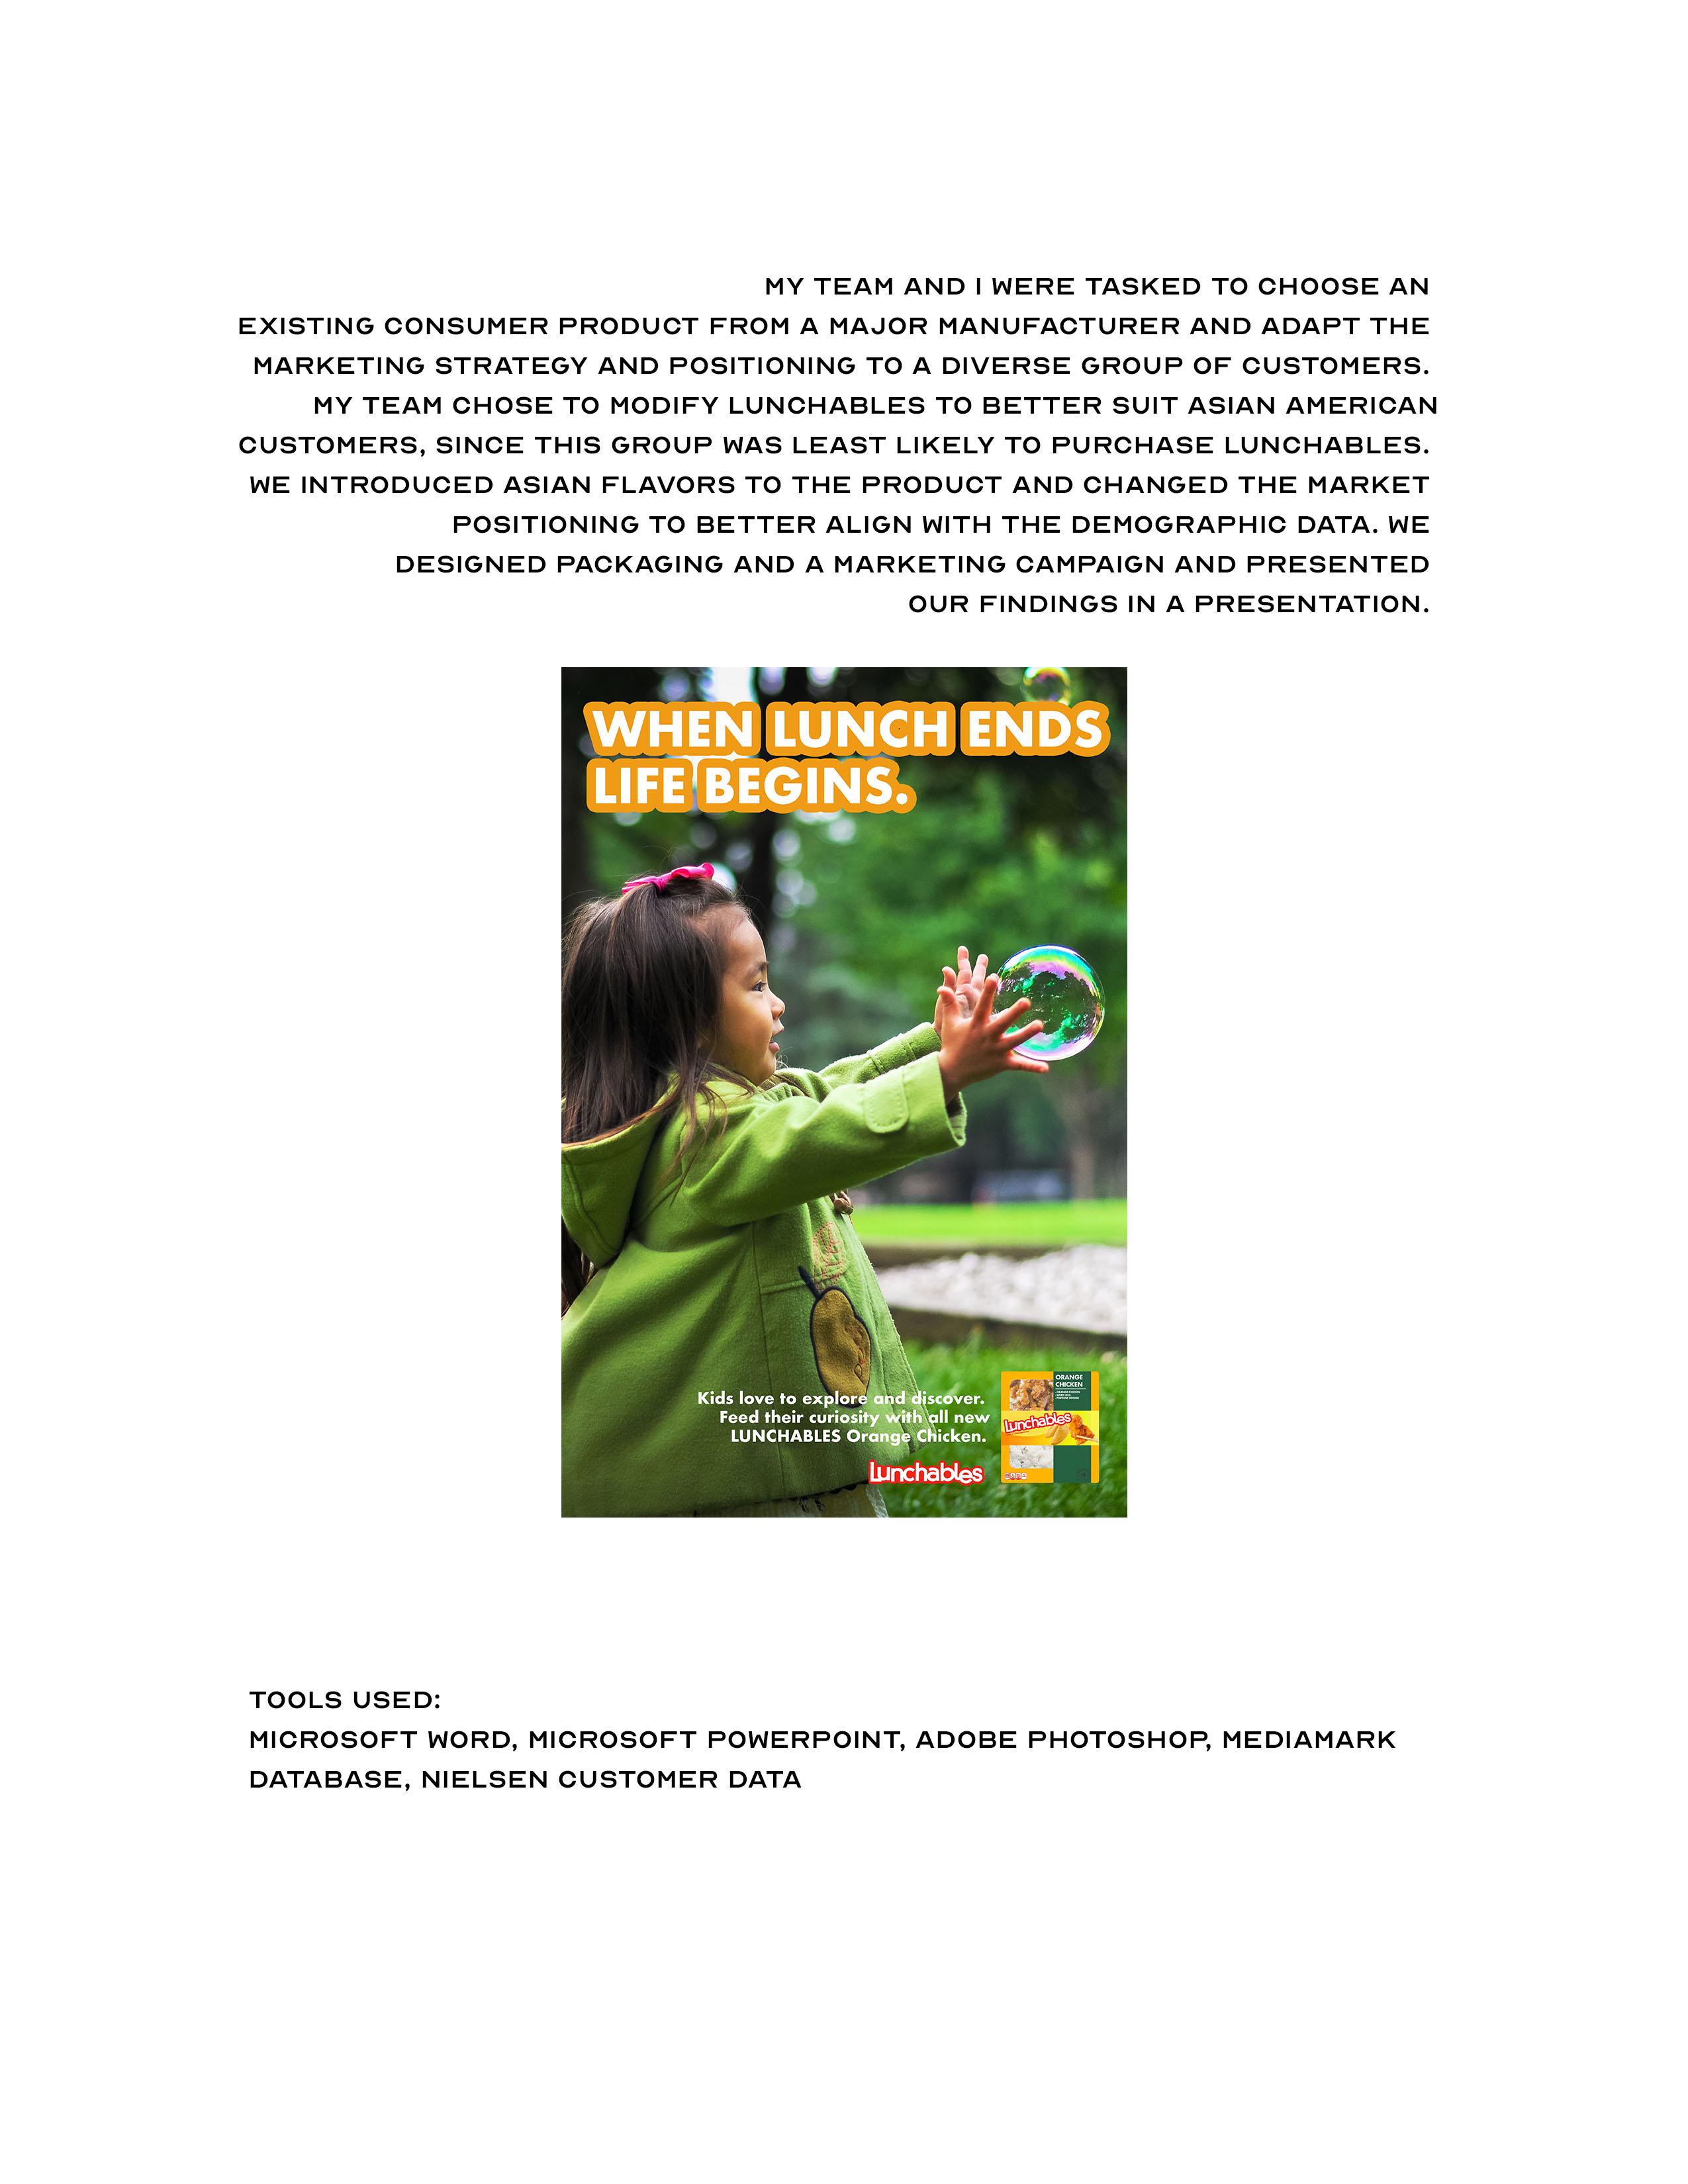 MY TEAM AND I WERE TASKED TO CHOOSE AN
EXISTING CONSUMER PRODUCT FROM A MAJOR MANUFACTURER AND ADAPT THE
MARKETING STRATEGY AND POSITIONING TO A DIVERSE GROUP OF CUSTOMERS.
MY TEAM CHOSE TO MODIFY LUNCHABLES TO BETTER SUIT ASIAN AMERICAN
CUSTOMERS, SINCE THIS GROUP WAS LEAST LIKELY TO PURCHASE LUNCHABLES.
WE INTRODUCED ASIAN FLAVORS TO THE PRODUCT AND CHANGED THE MARKET
POSITIONING TO BETTER ALIGN WITH THE DEMOGRAPHIC DATA. WE
DESIGNED PACKAGING AND A MARKETING CAMPAIGN AND PRESENTED
OUR FINDINGS IN A PRESENTATION.
WHEN LUNCH ENDS
LIFE BEGINS.
Kids love to explore and discover.
Feed their curiosity with all new
LUNCHABLES Orange Chicken.
Lunchables
ORANGE
CHICKEN
Lunchables
TOOLS USED:
MICROSOFT WORD, MICROSOFT POWERPOINT, ADOBE PHOTOSHOP, MEDIAMARK
DATABASE, NIELSEN CUSTOMER DATA